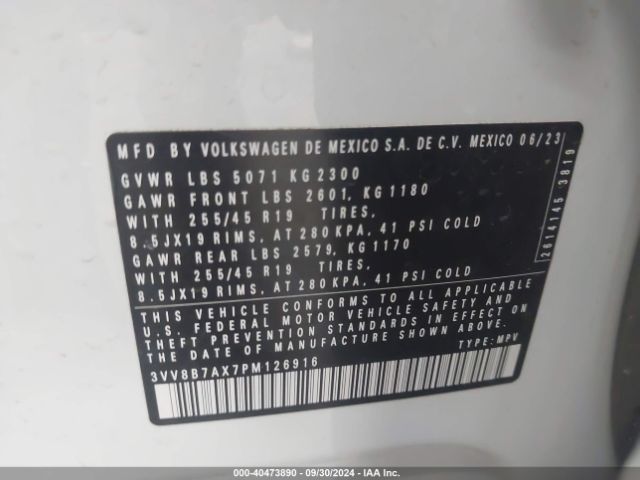 MFD BY VOLKSWAGEN DE MEXICO S.A. DE C.V. MEXICO 06/23
GVWR LBS 5071 KG 2300
GAWR FRONT LBS 2601, KG 1180
WITH 255/45 R19 TIRES,
8.5JX19 RIMS, AT 280KPA, 41 PSI COLD
GAWR REAR LBS 2579, KG 1170
WITH 255/45 R19 TIRES,
8.5JX19 RIMS, AT 280KPA, 41 PSI COLD
THIS VEHICLE CONFORMS TO ALL APPLICABLE
U.S. FEDERAL MOTOR VEHICLE SAFETY AND
THEFT PREVENTION STANDARDS IN EFFECT ON
THE DATE OF MANUFACTURE SHOWN ABOVE.
3VV8B7AX7PM126916 TYPE: MPV
2614145 3819
000-40473890 - 09/30/2024 - IAA Inc.